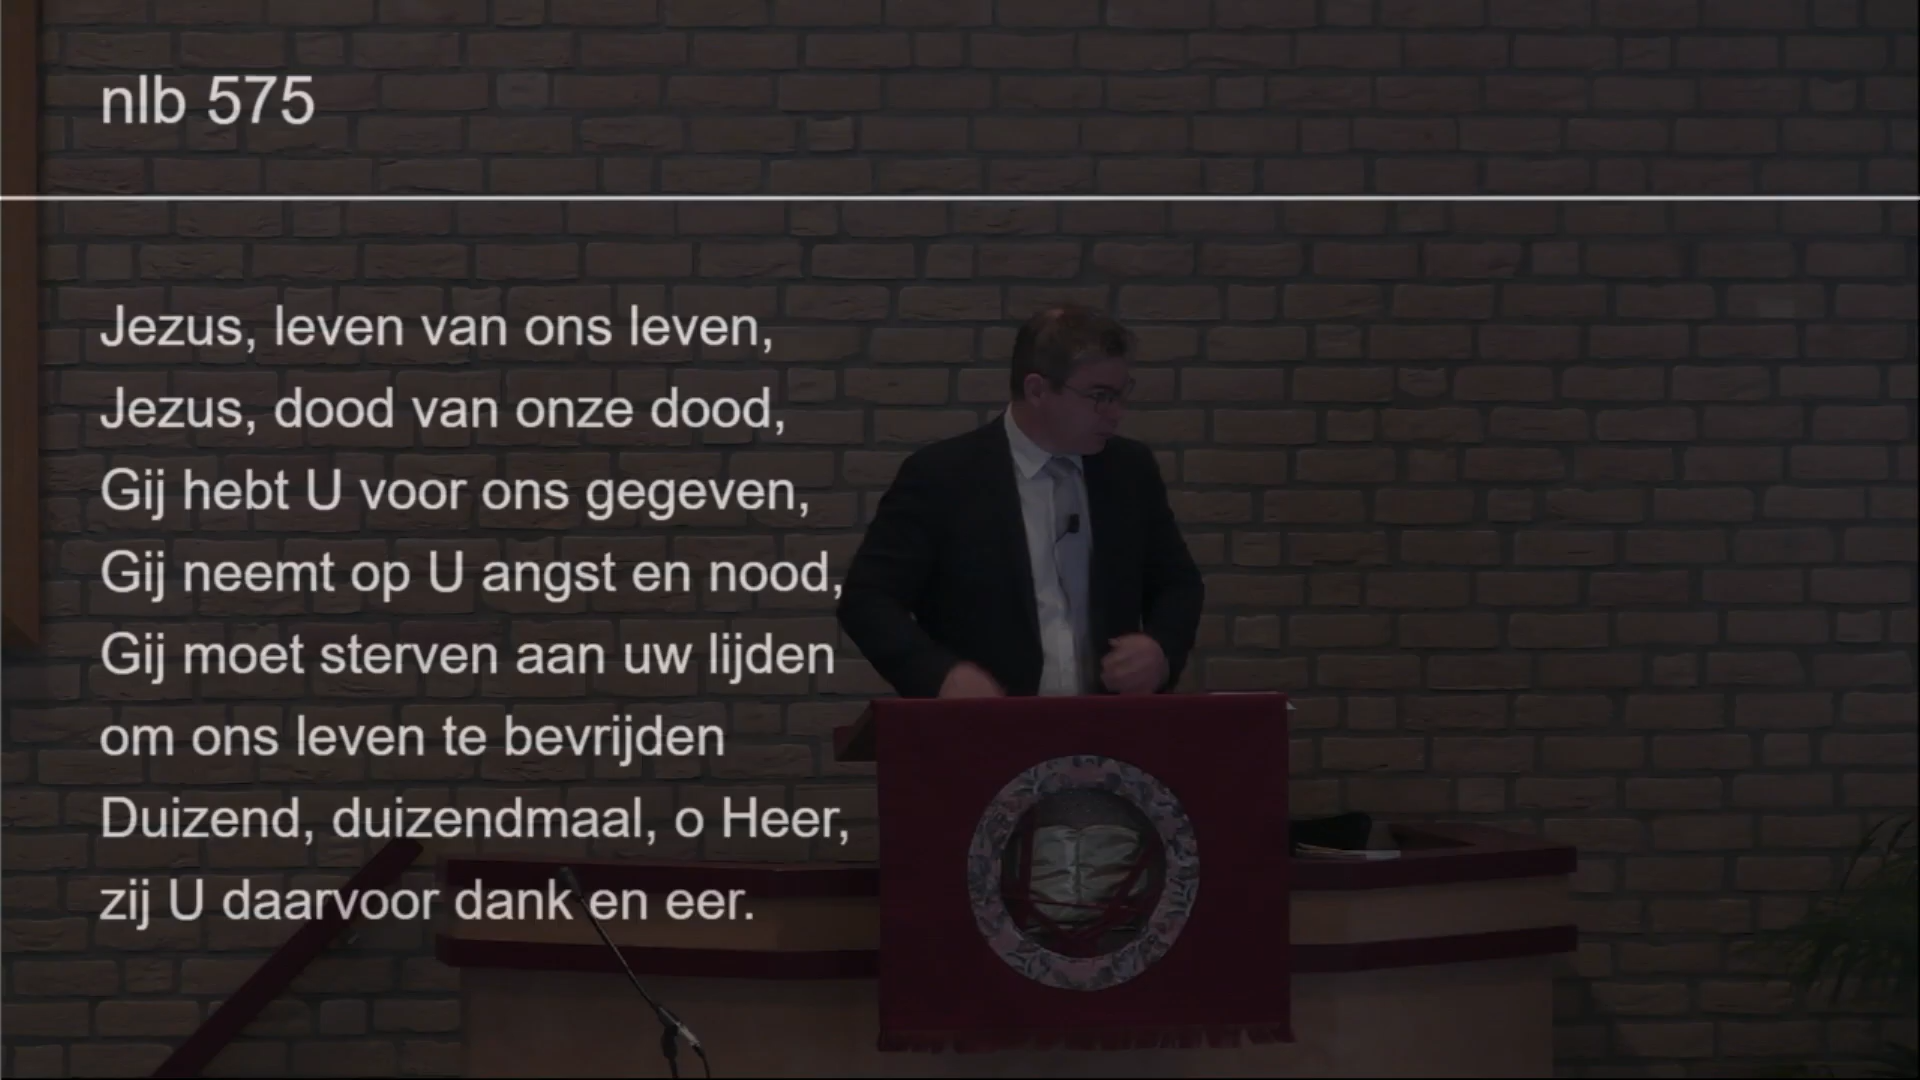 nlb 575
Jezus, leven van ons leven,
Jezus, dood van onze dood,
Gij hebt U voor ons gegeven,
Gij neemt op U angst en nood,
Gij moet sterven aan uw lijden
om ons leven te bevrijden
Duizend, duizendmaal, o Heer,
zij U daarvoor dank en eer.